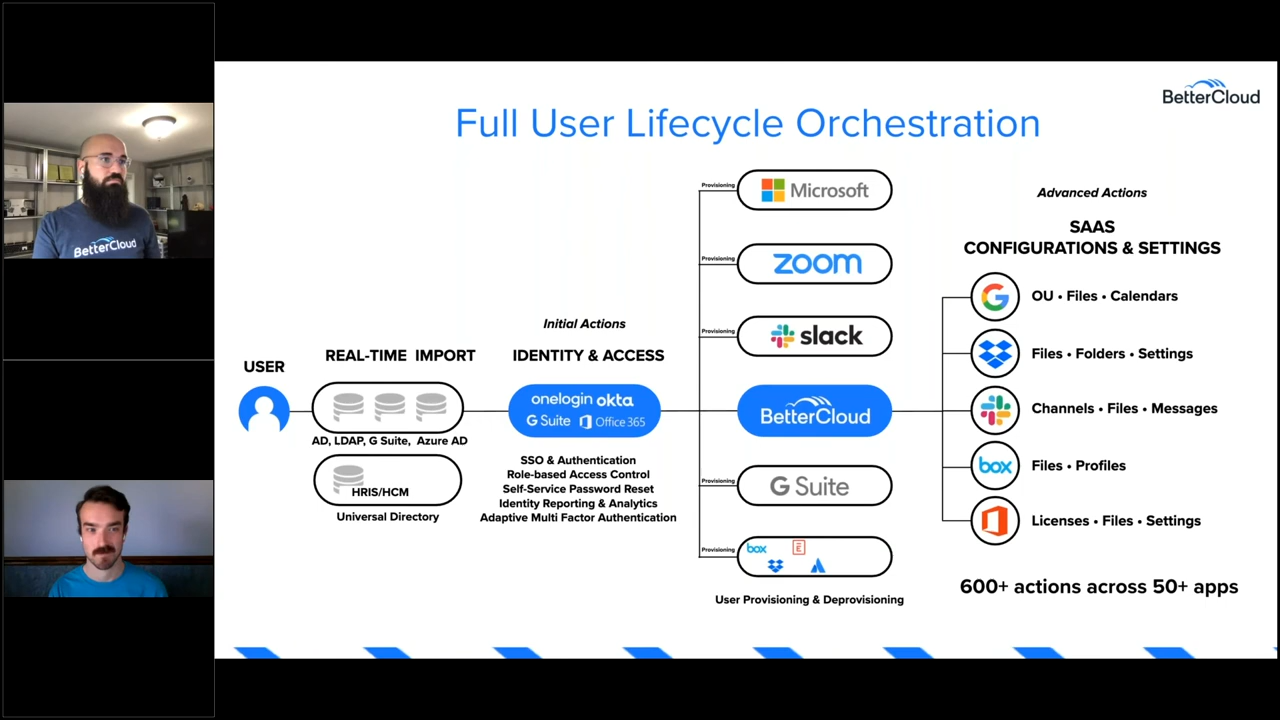 BetterCloud
Full User Lifecycle Orchestration
BetterCloud
USER
REAL-TIME IMPORT
AD, LDAP, G Suite, Azure AD
HRIS/HCM
Universal Directory
Initial Actions
IDENTITY & ACCESS
onelogin okta
G Suite Office 365
SSO & Authentication
Role-based Access Control
Self-Service Password Reset
Identity Reporting & Analytics
Adaptive Multi Factor Authentication
Provisioning
Microsoft
Provisioning
zoom
Provisioning
slack
BetterCloud
Provisioning
G Suite
Provisioning
box
E
User Provisioning & Deprovisioning
Advanced Actions
SAAS
CONFIGURATIONS & SETTINGS
G
OU • Files • Calendars
Files • Folders • Settings
Channels • Files • Messages
box
Files • Profiles
Licenses • Files • Settings
600+ actions across 50+ apps